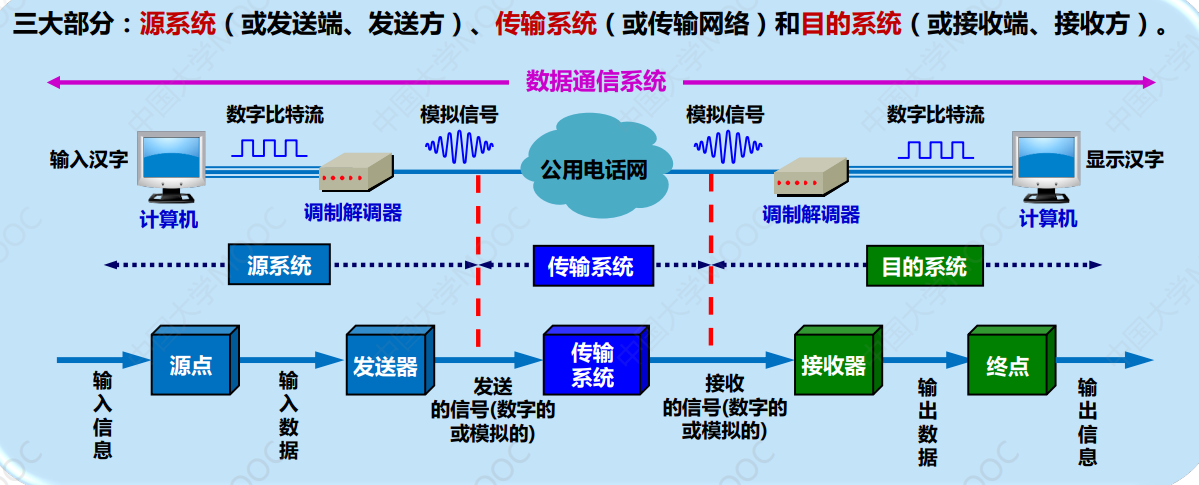 三大部分：源系统（或发送端、发送方）、传输系统（或传输网络）和目的系统（或接收端、接收方）。
数据通信系统
数字比特流
模拟信号
模拟信号
数字比特流
输入汉字
公用电话网
显示汉字
计算机
调制解调器
调制解调器
计算机
源系统
传输系统
目的系统
源点
发送器
传输
系统
接收器
终点
输入信息
输入数据
发送
的信号(数字的
或模拟的)
接收
的信号(数字的
或模拟的)
输出数据
输出信息